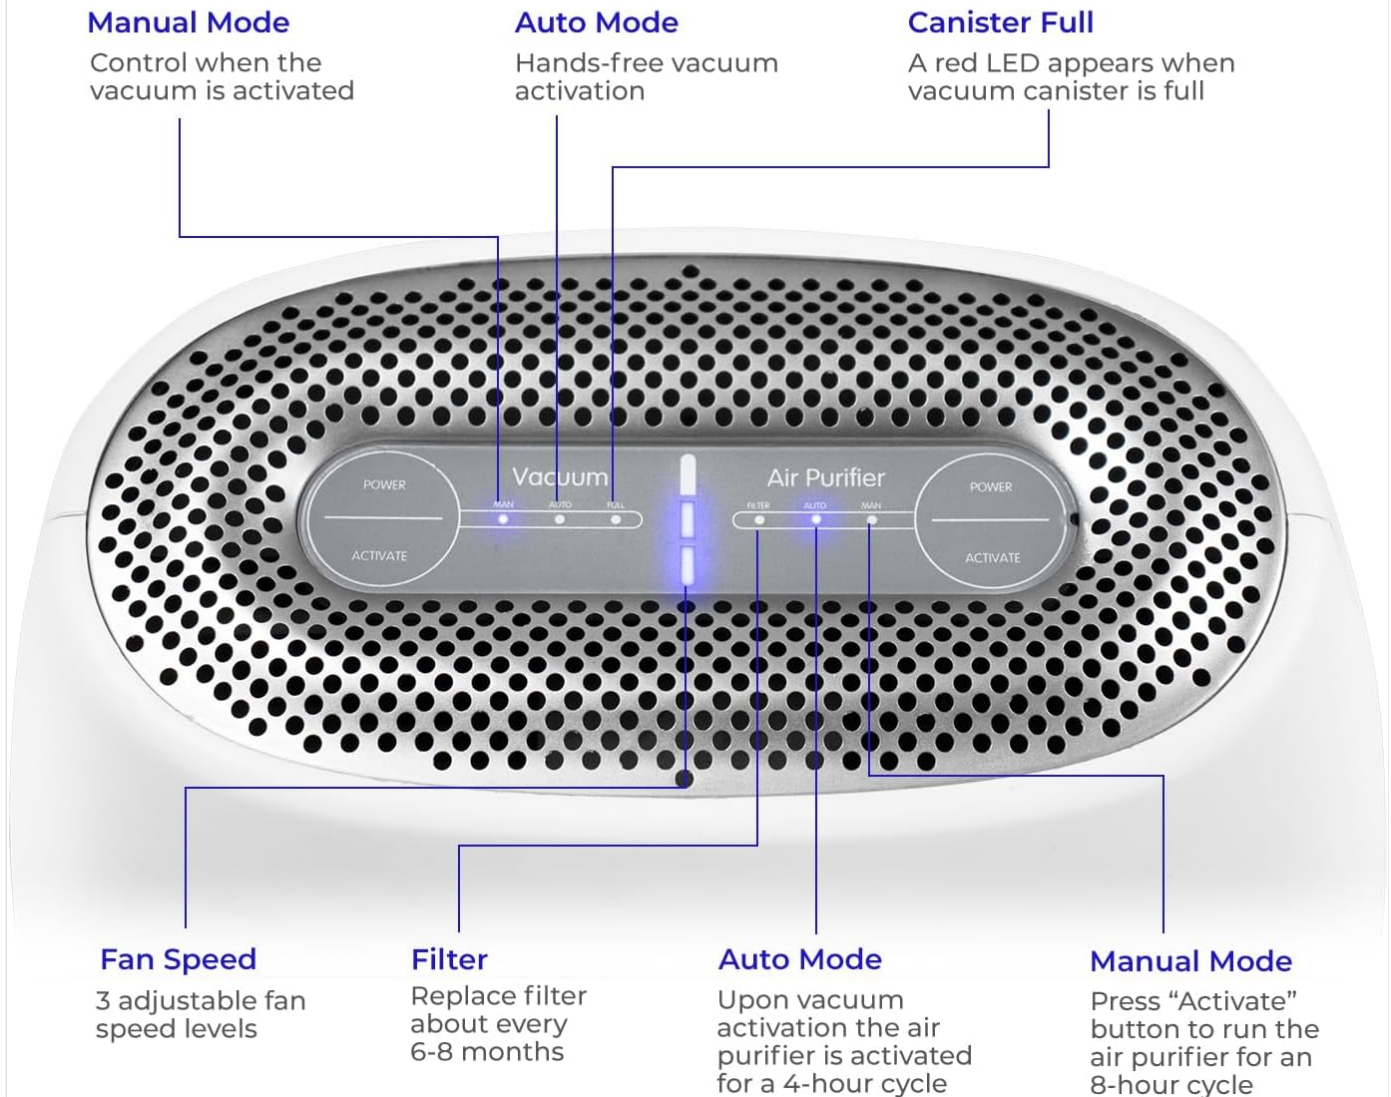 Manual Mode
Control when the
vacuum is activated
Auto Mode
Hands-free vacuum
activation
Canister Full
A red LED appears when
vacuum canister is full
POWER
ACTIVATE
Vacuum
MAN
AUTO
FULL
Air Purifier
FILTER
AUTO
MAN
POWER
ACTIVATE
Fan Speed
3 adjustable fan
speed levels
Filter
Replace filter
about every
6-8 months
Auto Mode
Upon vacuum
activation the air
purifier is activated
for a 4-hour cycle
Manual Mode
Press “Activate”
button to run the
air purifier for an
8-hour cycle